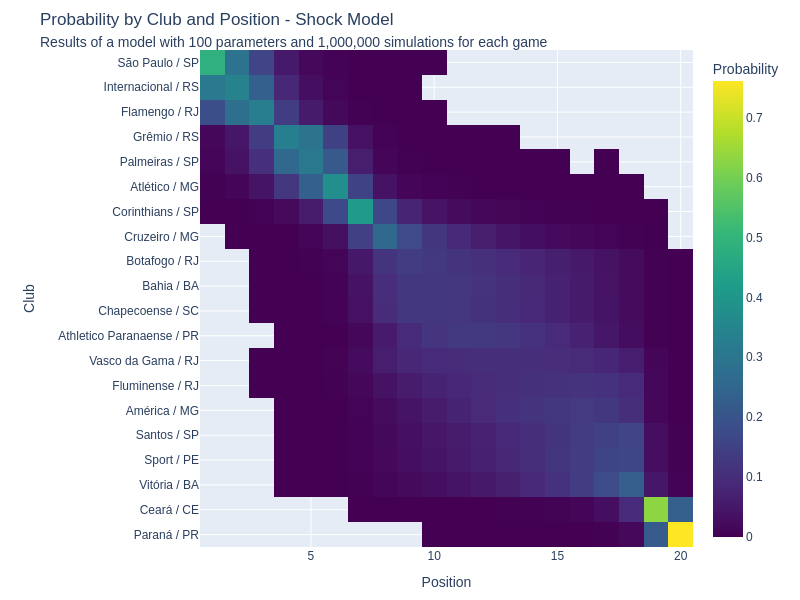 Probability by Club and Position - Shock Model
Results of a model with 100 parameters and 1,000,000 simulations for each game
São Paulo / SP
Internacional / RS
Flamengo / RJ
Grêmio / RS
Palmeiras / SP
Atlético / MG
Corinthians / SP
Cruzeiro / MG
Botafogo / RJ
Bahia / BA
Chapecoense / SC
Athletico Paranaense / PR
Vasco da Gama / RJ
Fluminense / RJ
América / MG
Santos / SP
Sport / PE
Vitória / BA
Ceará / CE
Paraná / PR
Club
5
10
15
20
Position
Probability
0.7
0.6
0.5
0.4
0.3
0.2
0.1
0